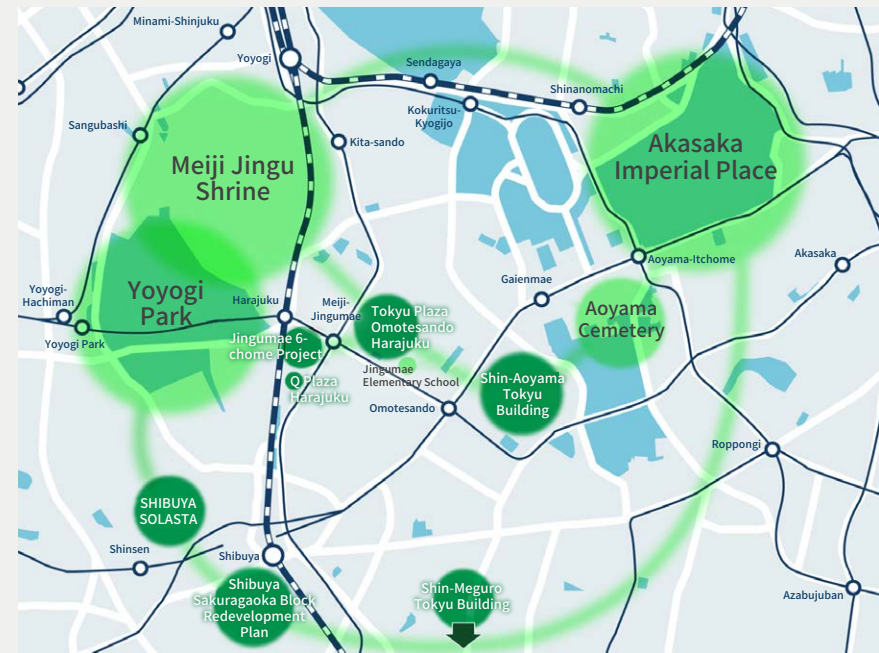 Minami-Shinjuku
Yoyogi
Sendagaya
Shinanomachi
Kokuritsu-
Kyogijo
Sangubashi
Kita-sando
Meiji Jingu
Shrine
Akasaka
Imperial Place
Aoyama-Itchome
Akasaka
Gaienmae
Yoyogi-
Hachiman
Yoyogi
Park
Harajuku
Meiji-
Jingumae
Tokyu Plaza
Omotesando
Harajuku
Aoyama
Cemetery
Yoyogi Park
Jingumae 6-
chome Project
Jingumae
Elementary School
Q Plaza
Harajuku
Shin-Aoyama
Tokyu
Building
Omotesando
Roppongi
SHIBUYA
SOLASTA
Shinsen
Shibuya
Shibuya
Sakuragaoka Block
Redevelopment
Plan
Shin-Meguro
Tokyu Building
Azabujuban